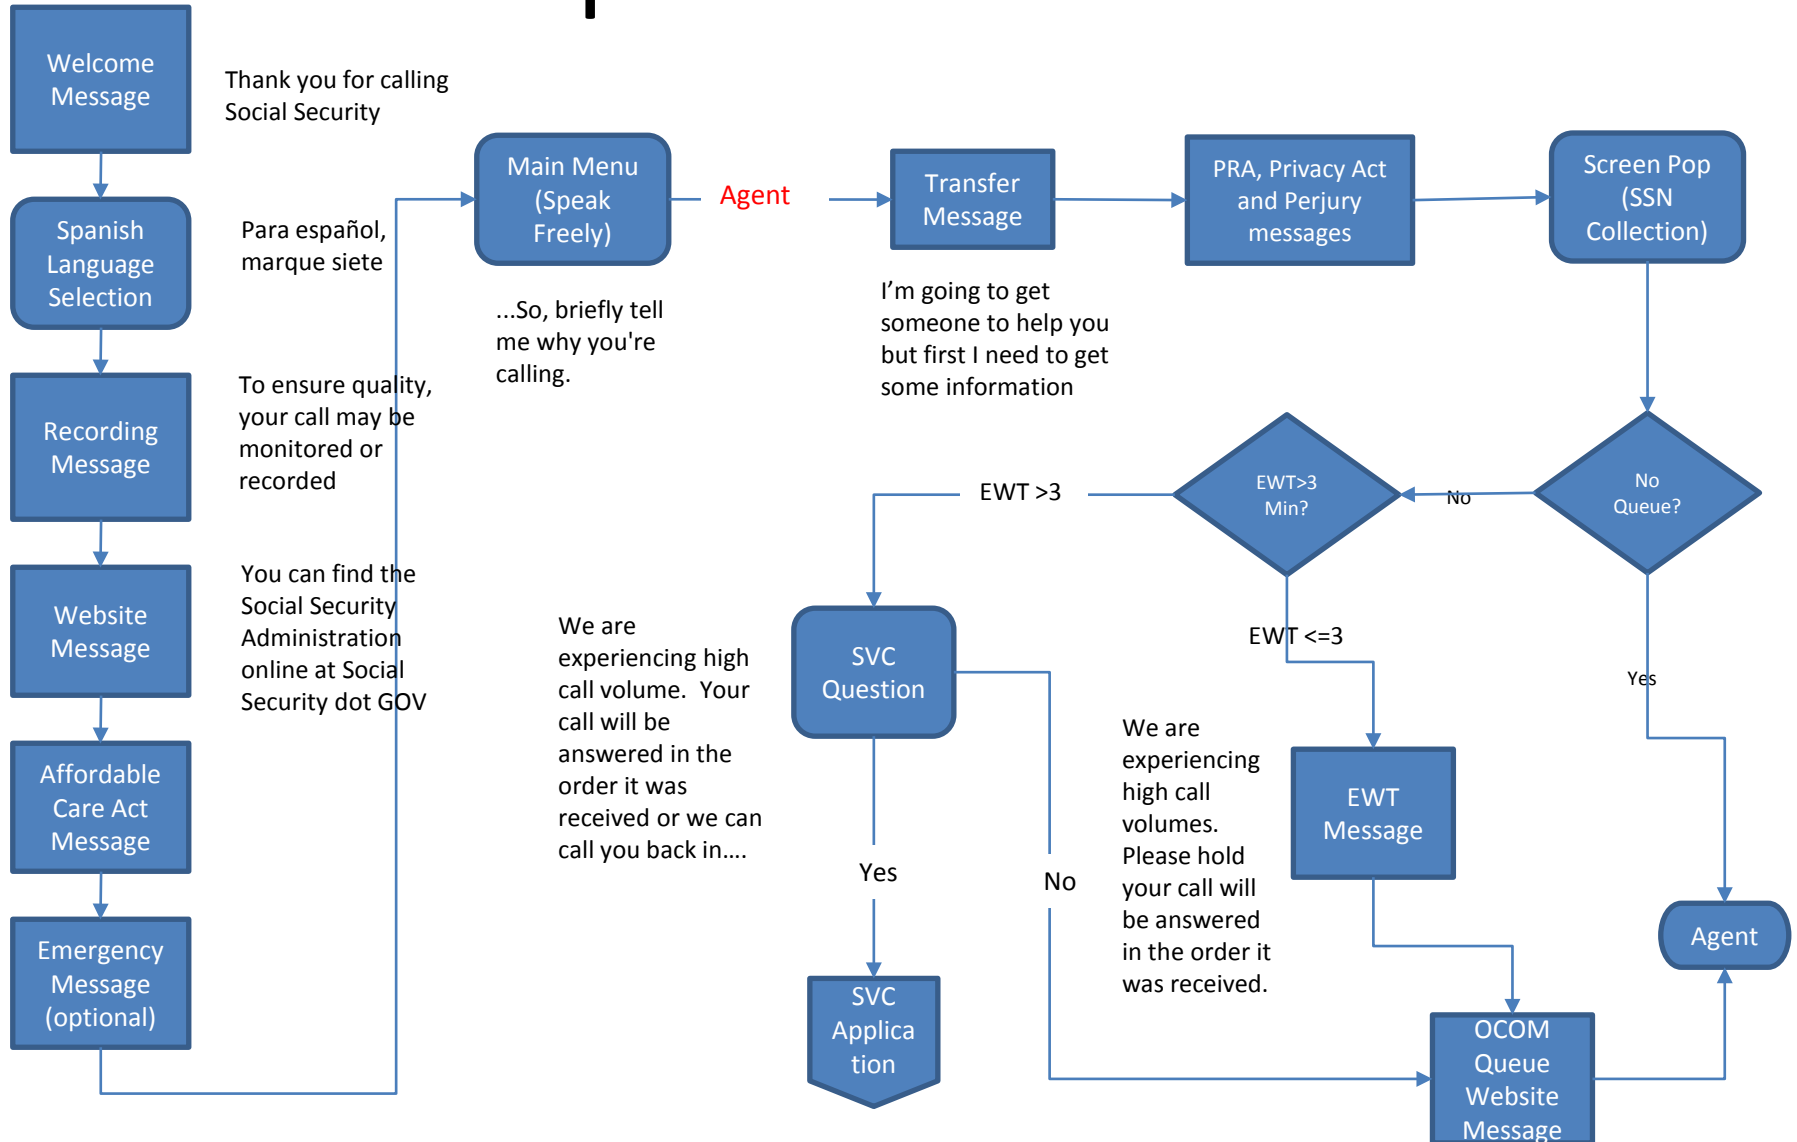 Welcome
Message
Thank you for calling
Social Security
Spanish
Language
Selection
Para español,
marque siete
Recording
Message
To ensure quality,
your call may be
monitored or
recorded
Website
Message
You can find the
Social Security
Administration
online at Social
Security dot GOV
Affordable
Care Act
Message
Emergency
Message
(optional)
Main Menu
(Speak
Freely)
...So, briefly tell
me why you're
calling.
Agent
Transfer
Message
I'm going to get
someone to help you
but first I need to get
some information
PRA, Privacy Act
and Perjury
messages
Screen Pop
(SSN
Collection)
No
Queue?
No
Yes
EWT>3
Min?
EWT >3
EWT <=3
SVC
Question
We are
experiencing high
call volume.  Your
call will be
answered in the
order it was
received or we can
call you back in....
Yes
No
SVC
Applica
tion
EWT
Message
We are
experiencing
high call
volumes.
Please hold
your call will
be answered
in the order it
was received.
OCOM
Queue
Website
Message
Agent